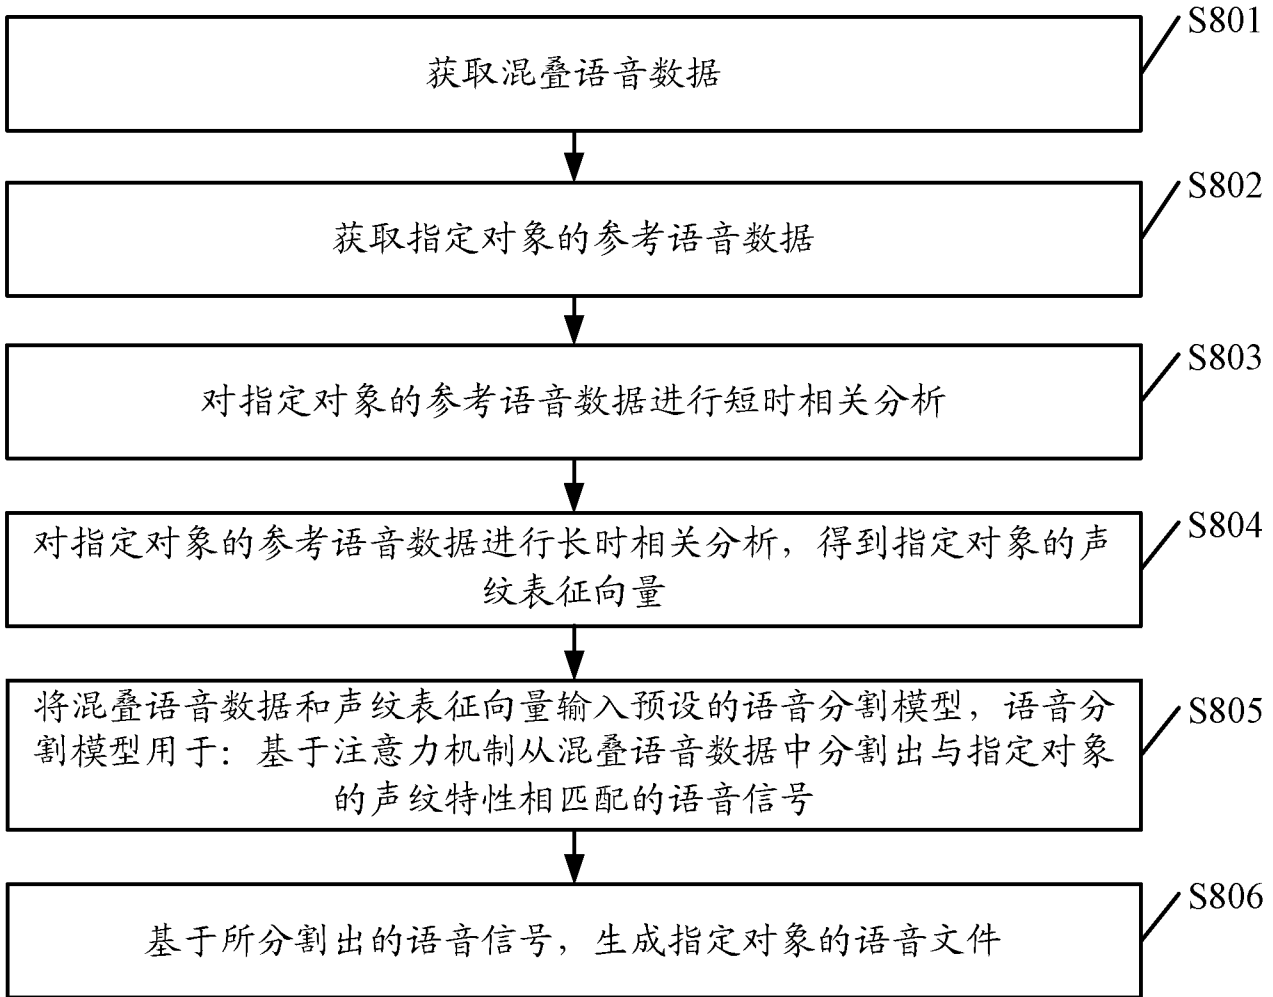 S801
获取混叠语音数据
S802
获取指定对象的参考语音数据
S803
对指定对象的参考语音数据进行短时相关分析
S804
对指定对象的参考语音数据进行长时相关分析，得到指定对象的声
纹表征向量
S805
将混叠语音数据和声纹表征向量输入预设的语音分割模型，语音分
割模型用于：基于注意力机制从混叠语音数据中分割出与指定对象
的声纹特性相匹配的语音信号
S806
基于所分割出的语音信号，生成指定对象的语音文件